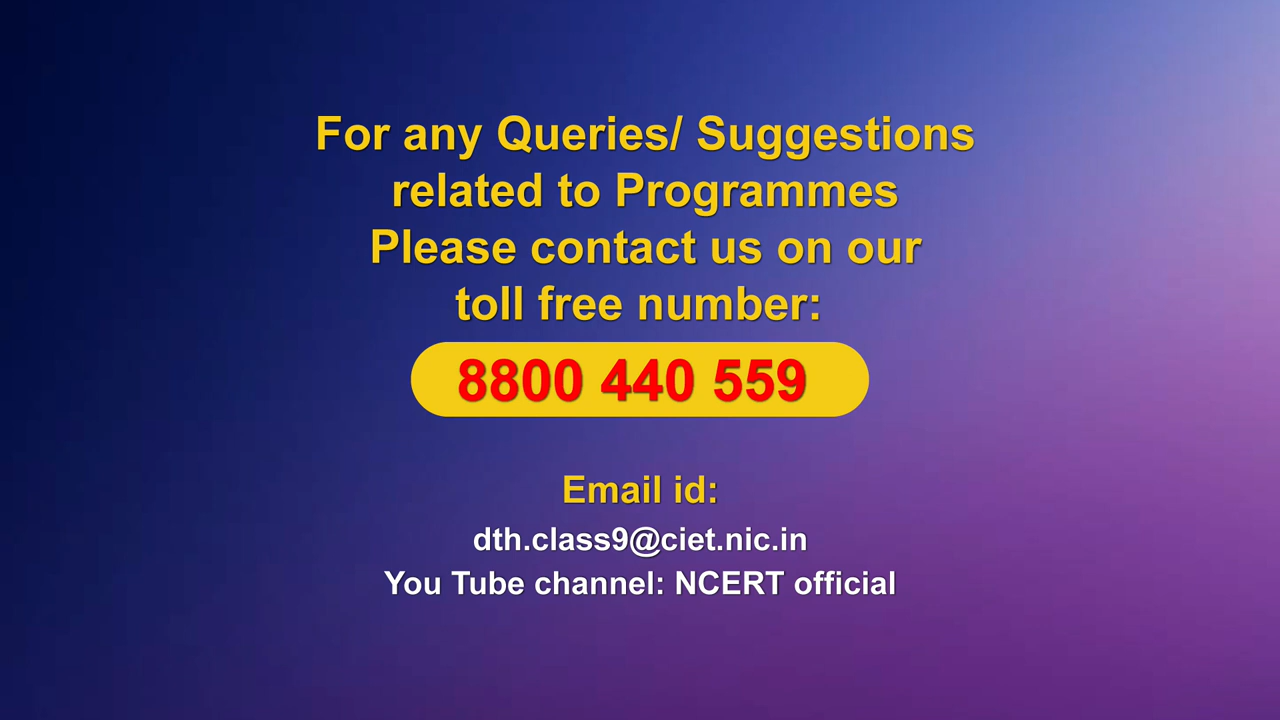 For any Queries/ Suggestions
related to Programmes
Please contact us on our
toll free number:
8800 440 559
Email id:
dth.class9@ciet.nic.in
You Tube channel: NCERT official